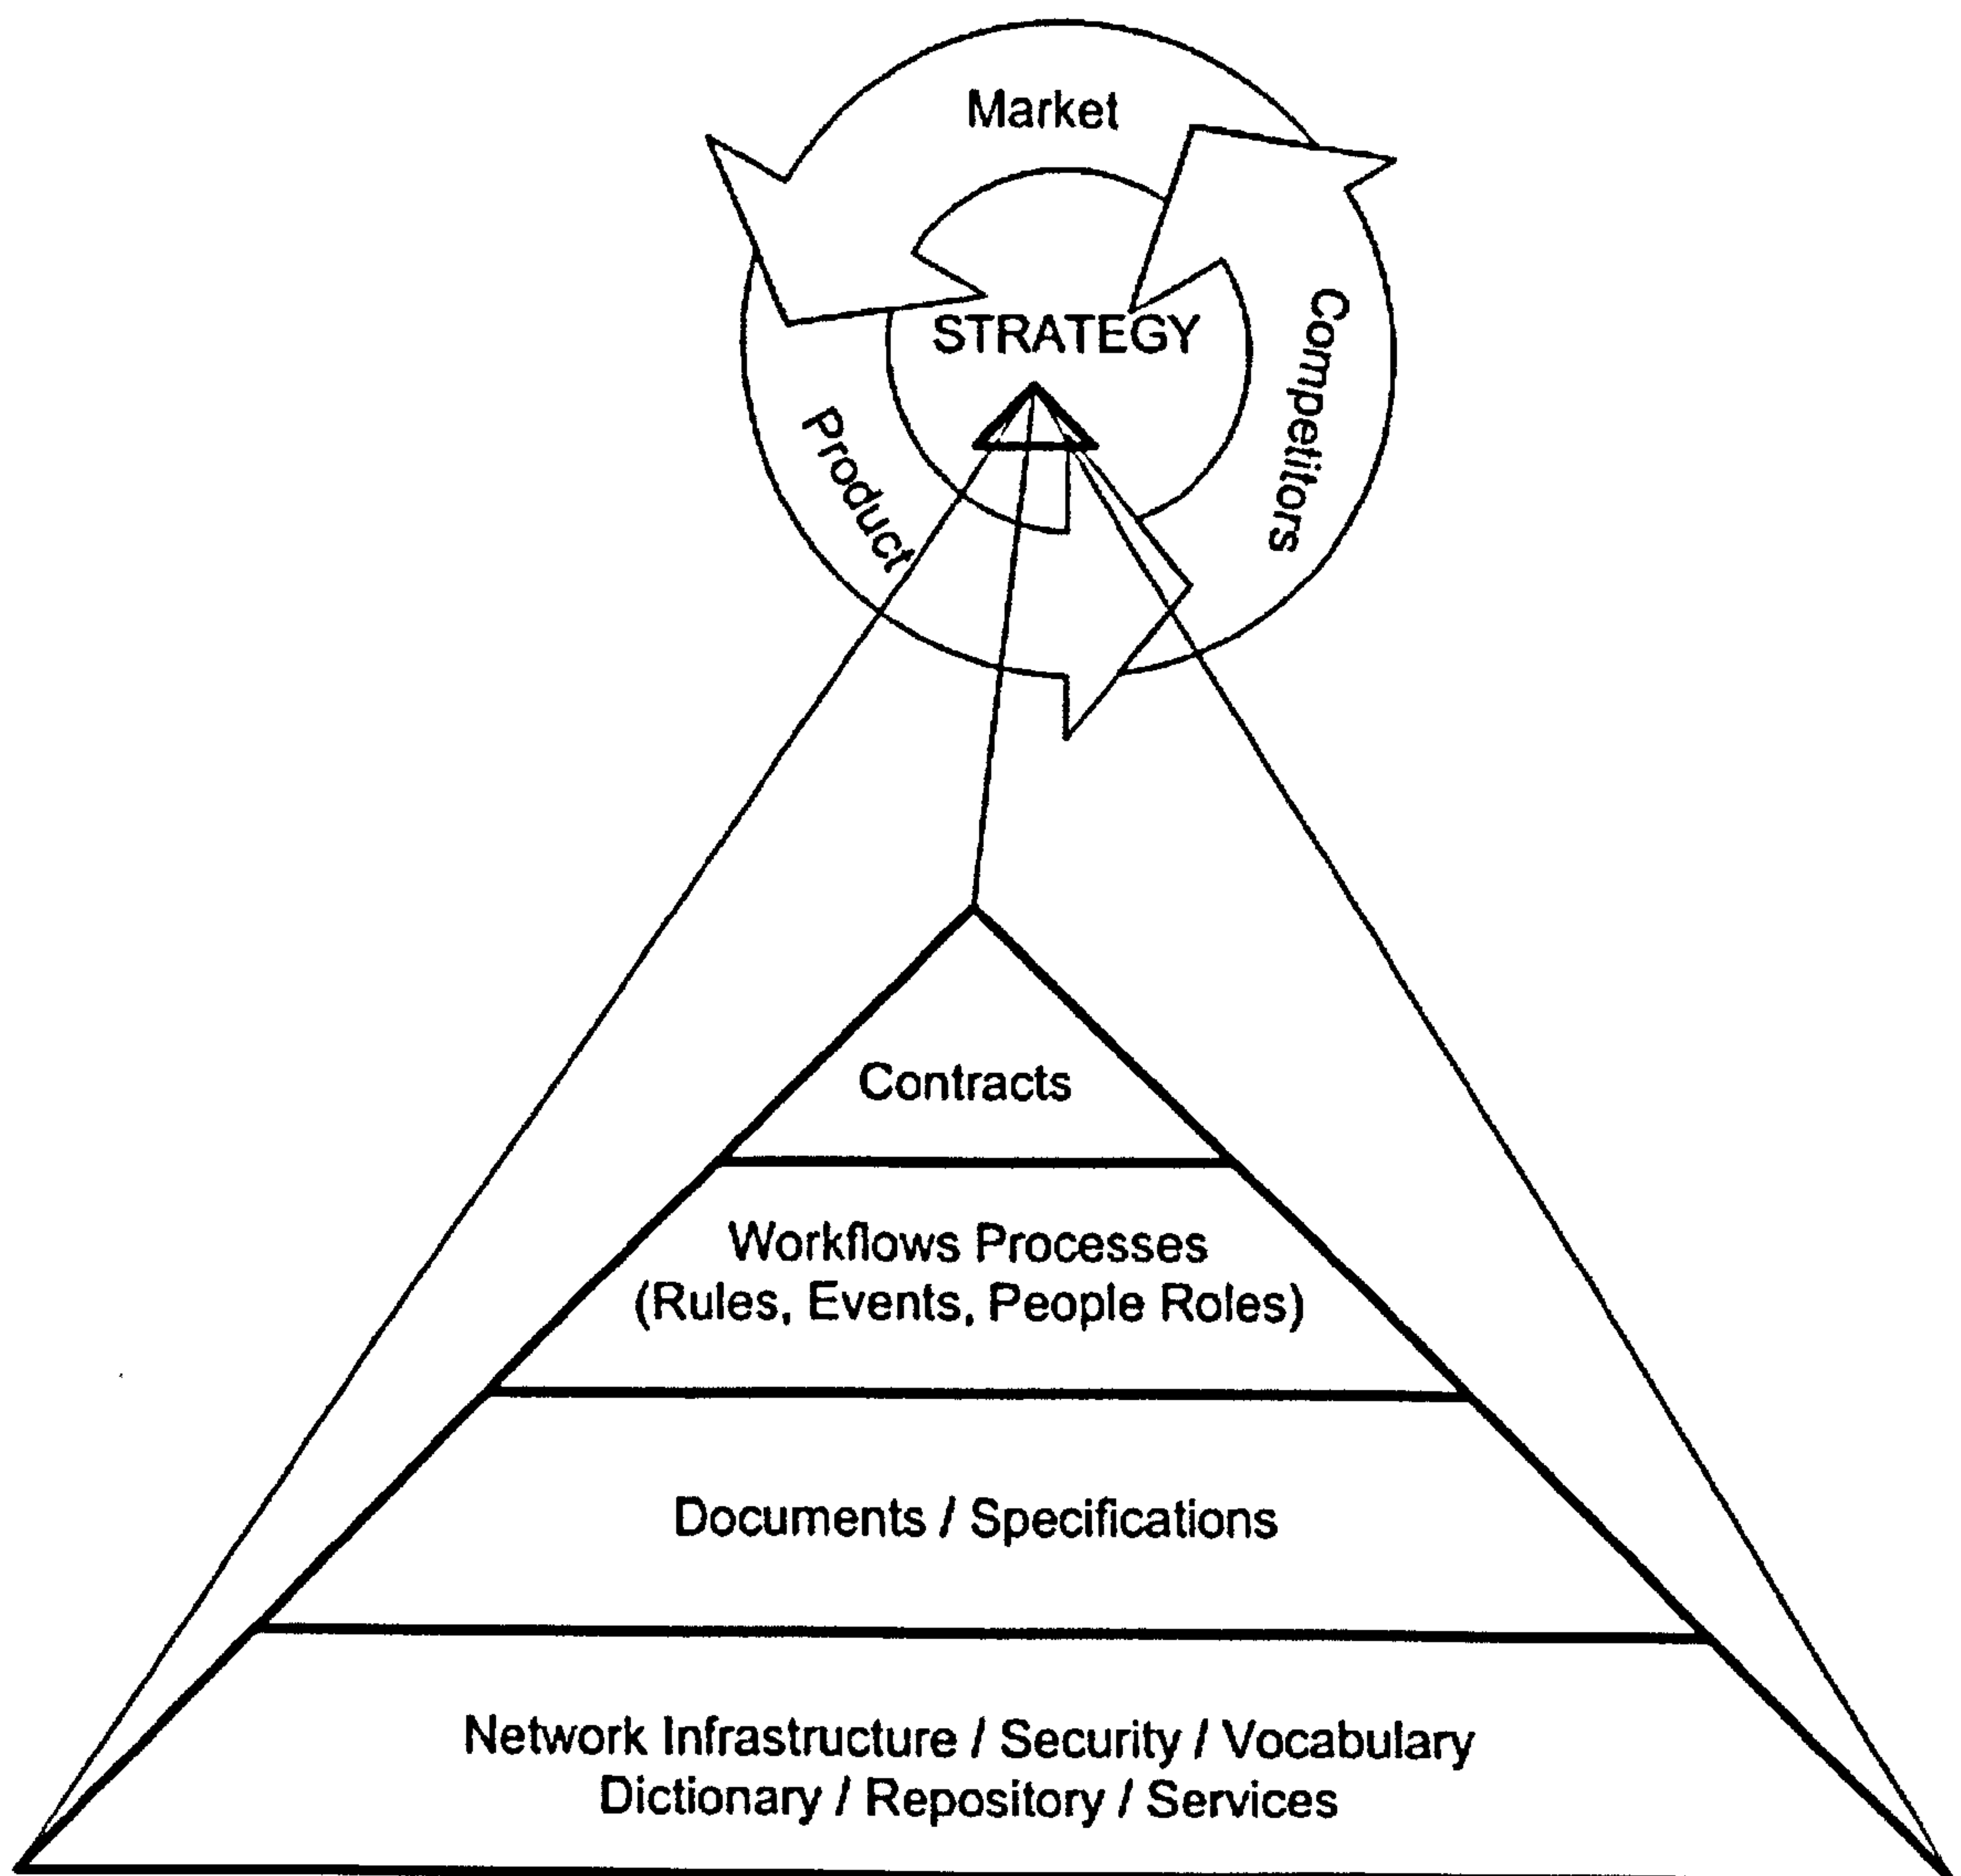 Market
STRATEGY
Competitors
Product
Contracts
Workflows Processes
(Rules, Events, People Roles)
Documents / Specifications
Network Infrastructure / Security / Vocabulary
Dictionary / Repository / Services